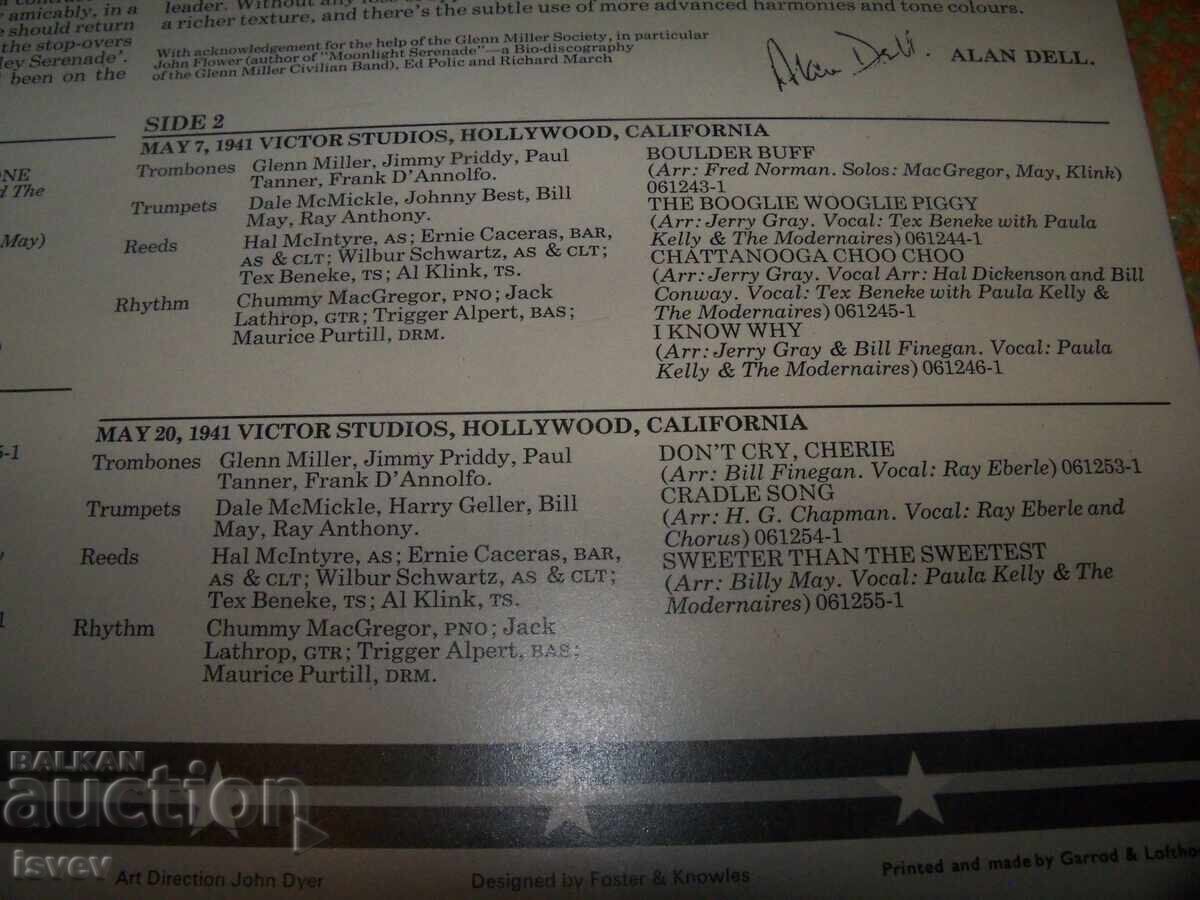 amicably, in a
e should return
the stop-overs
ley Serenade'.
been on the
a richer texture, and there's the subtle use of more advanced harmonies and tone colours.
With acknowledgement for the help of the Glenn Miller Society, in particular
John Flower (author of "Moonlight Serenade"—a Bio-discography
of the Glenn Miller Civilian Band), Ed Polic and Richard March
Alan Dell.
ALAN DELL.
ONE
d The
May)
5-1
SIDE 2
MAY 7, 1941 VICTOR STUDIOS, HOLLYWOOD, CALIFORNIA
Trombones Glenn Miller, Jimmy Priddy, Paul
Tanner, Frank D'Annolfo.
Trumpets Dale McMickle, Johnny Best, Bill
May, Ray Anthony.
Reeds Hal McIntyre, AS; Ernie Caceras, BAR,
AS & CLT; Wilbur Schwartz, AS & CLT;
Tex Beneke, TS; Al Klink, TS.
Rhythm Chummy MacGregor, PNO; Jack
Lathrop, GTR; Trigger Alpert, BAS;
Maurice Purtill, DRM.
BOULDER BUFF
(Arr: Fred Norman. Solos: MacGregor, May, Klink)
061243-1
THE BOOGLIE WOOGLIE PIGGY
(Arr: Jerry Gray. Vocal: Tex Beneke with Paula
Kelly & The Modernaires) 061244-1
CHATTANOOGA CHOO CHOO
(Arr: Jerry Gray. Vocal Arr: Hal Dickenson and Bill
Conway. Vocal: Tex Beneke with Paula Kelly &
The Modernaires) 061245-1
I KNOW WHY
(Arr: Jerry Gray & Bill Finegan. Vocal: Paula
Kelly & The Modernaires) 061246-1
MAY 20, 1941 VICTOR STUDIOS, HOLLYWOOD, CALIFORNIA
Trombones Glenn Miller, Jimmy Priddy, Paul
Tanner, Frank D'Annolfo.
Trumpets Dale McMickle, Harry Geller, Bill
May, Ray Anthony.
Reeds Hal McIntyre, AS; Ernie Caceras, BAR,
AS & CLT; Wilbur Schwartz, AS & CLT;
Tex Beneke, TS; Al Klink, TS.
Rhythm Chummy MacGregor, PNO; Jack
Lathrop, GTR; Trigger Alpert, BAS;
Maurice Purtill, DRM.
DON'T CRY, CHERIE
(Arr: Bill Finegan. Vocal: Ray Eberle) 061253-1
CRADLE SONG
(Arr: H. G. Chapman. Vocal: Ray Eberle and
Chorus) 061254-1
SWEETER THAN THE SWEETEST
(Arr: Billy May. Vocal: Paula Kelly & The
Modernaires) 061255-1
BALKAN
auction
isvev
Art Direction John Dyer
Designed by Foster & Knowles
Printed and made by Garrod & Lofthou